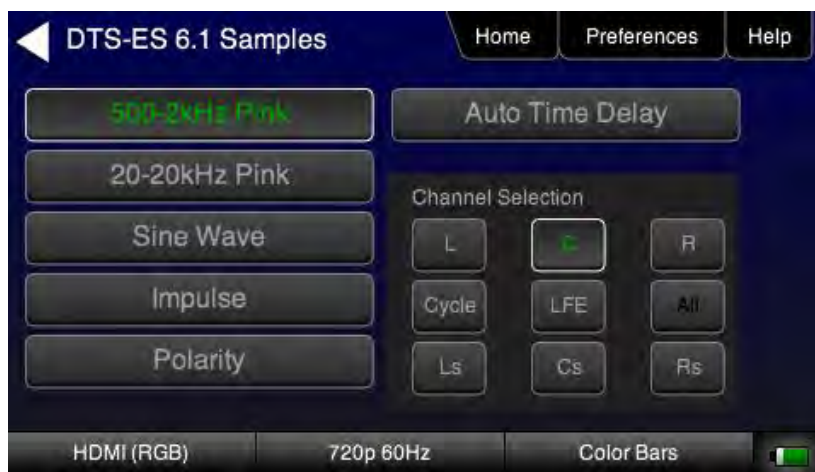 DTS-ES 6.1 Samples
Home
Preferences
Help
500-2kHz Pink
Auto Time Delay
20-20kHz Pink
Sine Wave
Impulse
Polarity
Channel Selection
L
C
R
Cycle
LFE
All
Ls
Cs
Rs
HDMI (RGB)
720p 60Hz
Color Bars